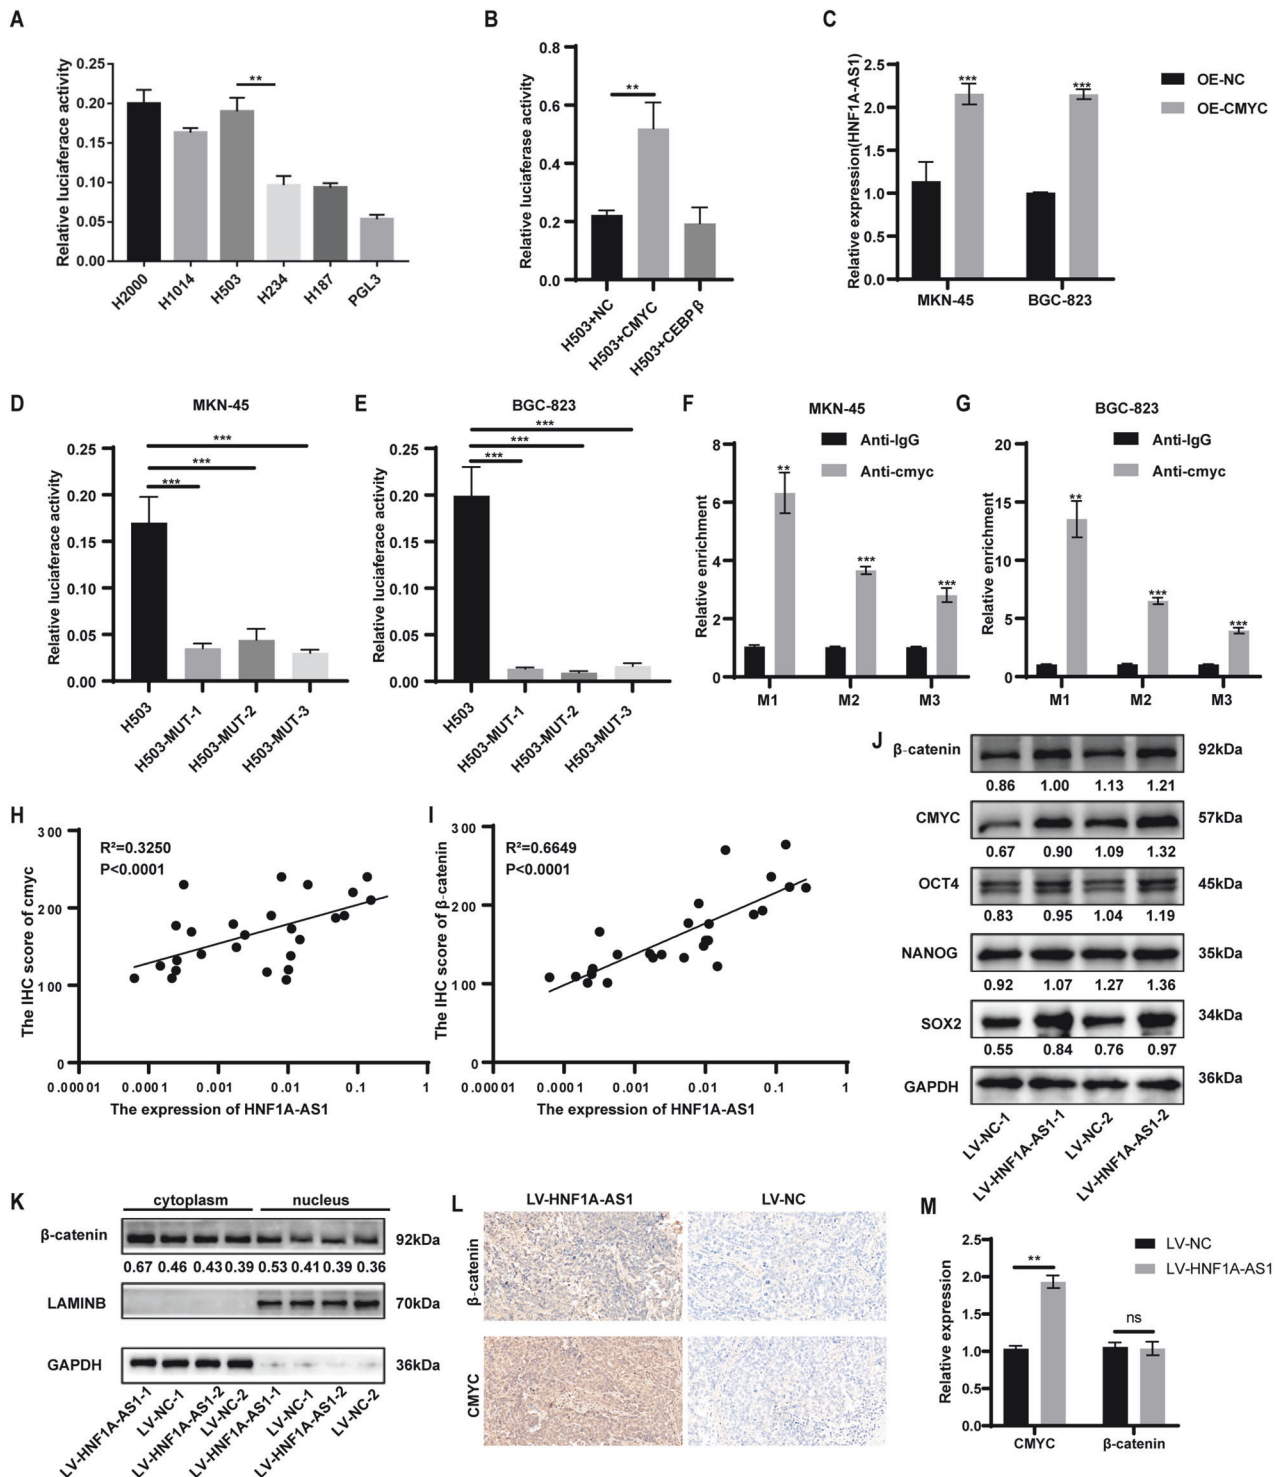 A
Relative luciaferace activity
0.25
0.20
0.15
0.10
0.05
0.00
**
H2000
H1014
H503
H234
H187
PGL3
B
Relative luciaferase activity
0.8
0.6
0.4
0.2
0.0
**
H503+NC
H503+CMYC
H503+CEBPβ
C
Relative expression(HNF1A-AS1)
2.5
2.0
1.5
1.0
0.5
0.0
***
***
MKN-45
BGC-823
OE-NC
OE-CMYC
D
MKN-45
Relative luciaferace activity
0.25
0.20
0.15
0.10
0.05
0.00
***
***
***
H503
H503-MUT-1
H503-MUT-2
H503-MUT-3
E
BGC-823
Relative luciaferace activity
0.25
0.20
0.15
0.10
0.05
0.00
***
***
***
H503
H503-MUT-1
H503-MUT-2
H503-MUT-3
F
MKN-45
Anti-IgG
Anti-cmyc
Relative enrichment
8
6
4
2
0
**
***
***
M1
M2
M3
G
BGC-823
Anti-IgG
Anti-cmyc
Relative enrichment
20
15
10
5
0
**
***
***
M1
M2
M3
H
The IHC score of cmyc
300
200
100
0
R²=0.3250
P<0.0001
0.00001 0.0001 0.001 0.01 0.1 1
The expression of HNF1A-AS1
I
The IHC score of β-catenin
300
200
100
0
R²=0.6649
P<0.0001
0.00001 0.0001 0.001 0.01 0.1 1
The expression of HNF1A-AS1
J
β-catenin 92kDa
0.86 1.00 1.13 1.21
CMYC 57kDa
0.67 0.90 1.09 1.32
OCT4 45kDa
0.83 0.95 1.04 1.19
NANOG 35kDa
0.92 1.07 1.27 1.36
SOX2 34kDa
0.55 0.84 0.76 0.97
GAPDH 36kDa
LV-NC-1
LV-HNF1A-AS1-1
LV-NC-2
LV-HNF1A-AS1-2
K
cytoplasm nucleus
β-catenin 92kDa
0.67 0.46 0.43 0.39 0.53 0.41 0.39 0.36
LAMINB 70kDa
GAPDH 36kDa
LV-HNF1A-AS1-1
LV-NC-1
LV-HNF1A-AS1-2
LV-NC-2
LV-HNF1A-AS1-1
LV-NC-1
LV-HNF1A-AS1-2
LV-NC-2
L
LV-HNF1A-AS1 LV-NC
β-catenin
CMYC
M
Relative expression
2.5
2.0
1.5
1.0
0.5
0.0
**
ns
CMYC
β-catenin
LV-NC
LV-HNF1A-AS1